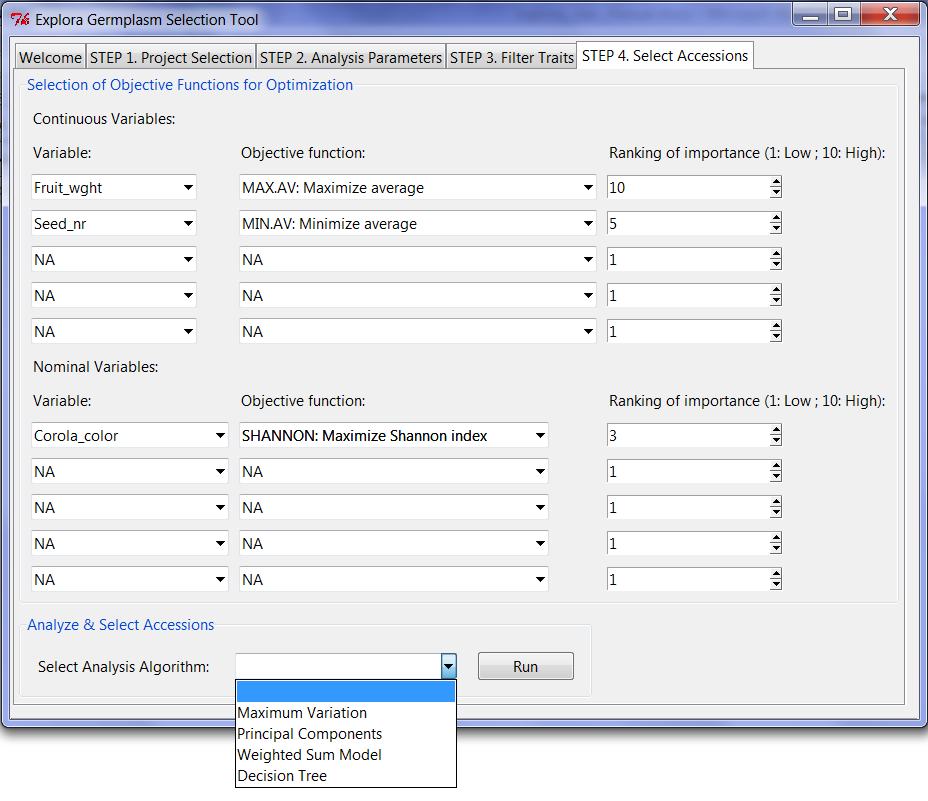 Explora Germplasm Selection Tool
Welcome STEP 1. Project Selection STEP 2. Analysis Parameters STEP 3. Filter Traits STEP 4. Select Accessions
Selection of Objective Functions for Optimization
Continuous Variables:
Variable: Objective function: Ranking of importance (1: Low ; 10: High):
Fruit_wght MAX.AV: Maximize average 10
Seed_nr MIN.AV: Minimize average 5
NA NA 1
NA NA 1
NA NA 1
Nominal Variables:
Variable: Objective function: Ranking of importance (1: Low ; 10: High):
Corola_color SHANNON: Maximize Shannon index 3
NA NA 1
NA NA 1
NA NA 1
NA NA 1
Analyze & Select Accessions
Select Analysis Algorithm: Run
Maximum Variation
Principal Components
Weighted Sum Model
Decision Tree